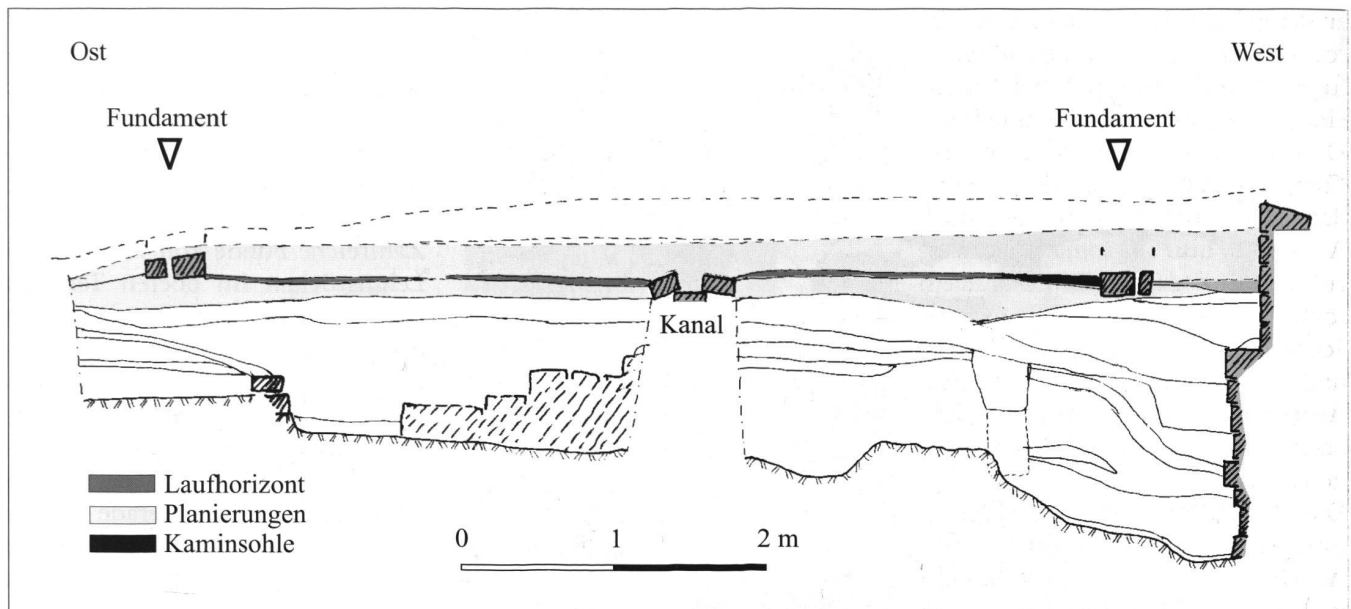 Ost
West
Fundament
Fundament
Kanal
Laufhorizont
Planierungen
Kaminsohle
0 1 2 m